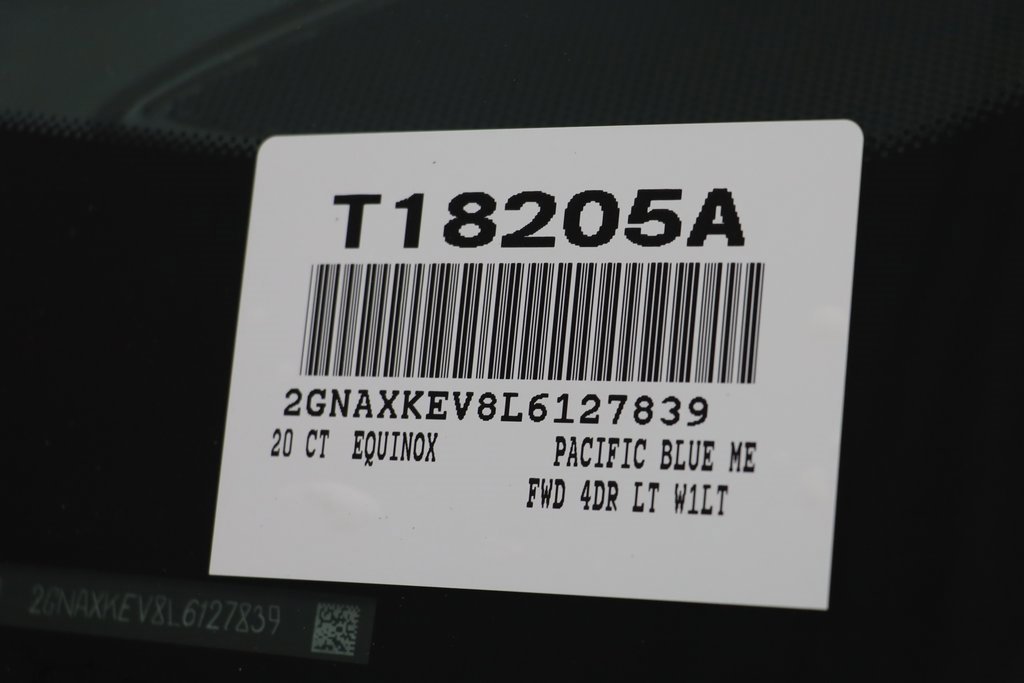 T18205A
2GNAXKEV8L6127839
20 CT EQUINOX PACIFIC BLUE ME
FWD 4DR LT W1LT
2GNAXKEV8L6127839